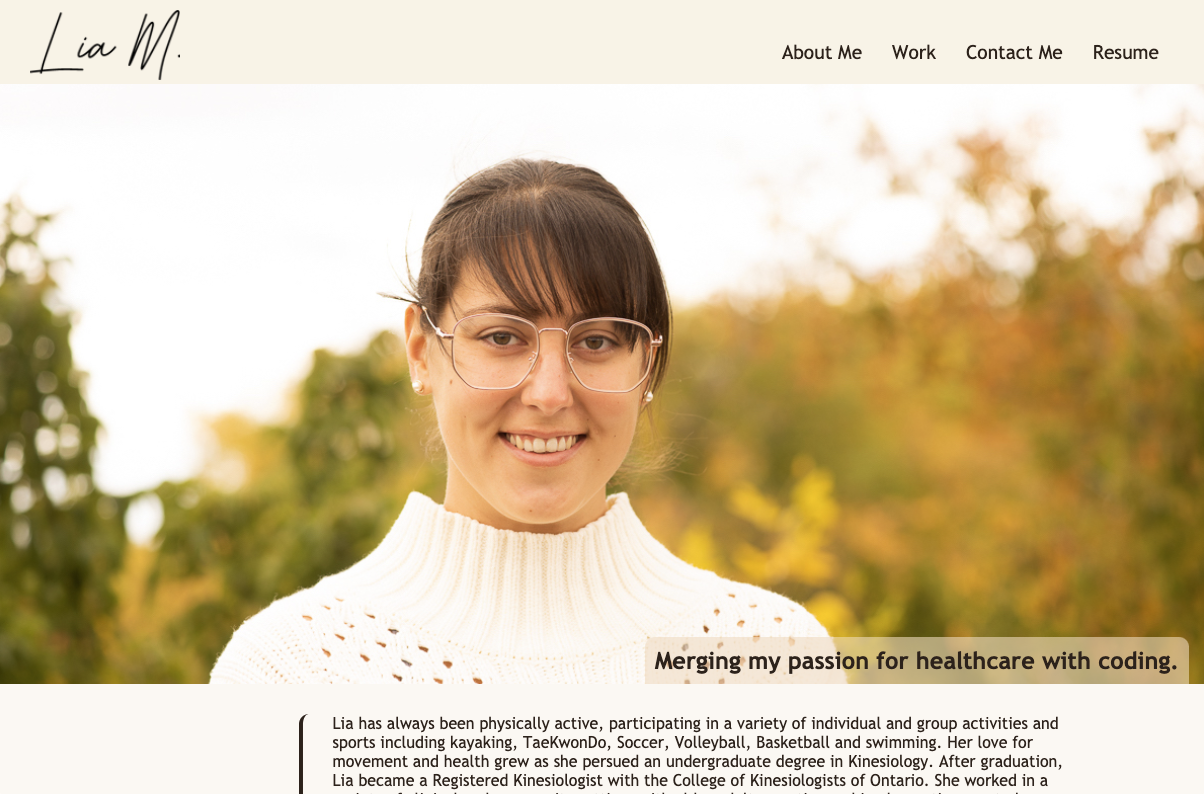 Lia M.
About Me Work Contact Me Resume
Merging my passion for healthcare with coding.
Lia has always been physically active, participating in a variety of individual and group activities and
sports including kayaking, TaeKwonDo, Soccer, Volleyball, Basketball and swimming. Her love for
movement and health grew as she persued an undergraduate degree in Kinesiology. After graduation,
Lia became a Registered Kinesiologist with the College of Kinesiologists of Ontario. She worked in a